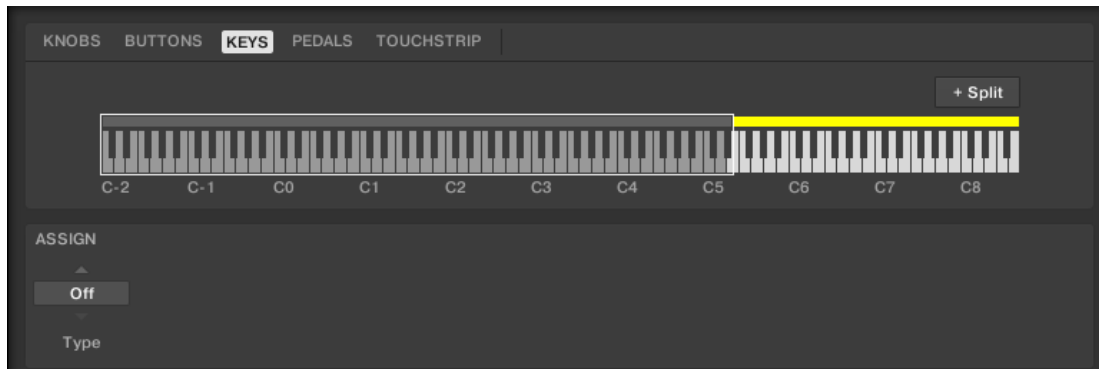 KNOBS BUTTONS KEYS PEDALS TOUCHSTRIP
+ Split
C-2 C-1 C0 C1 C2 C3 C4 C5 C6 C7 C8
ASSIGN
Off
Type